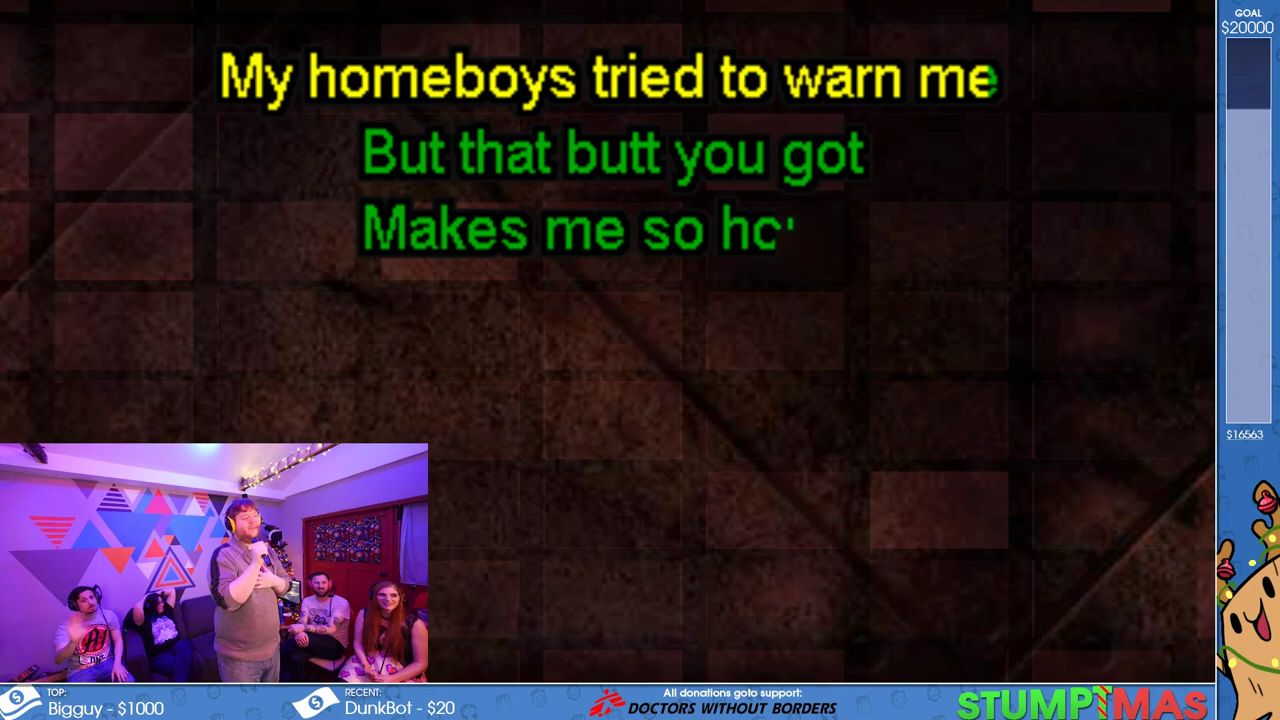 My homeboys tried to warn me
But that butt you got
Makes me so
GOAL
$20000
$16563
TOP:
Bigguy - $1000
RECENT:
DunkBot - $20
All donations goto support:
DOCTORS WITHOUT BORDERS
STUMPTMAS